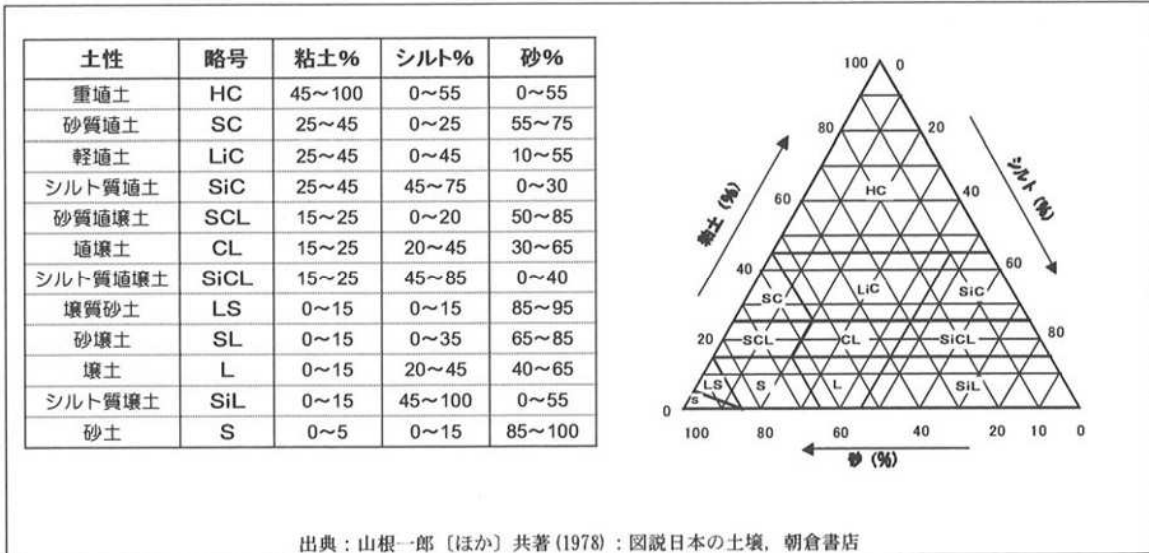 土性 略号 粘土% シルト% 砂%
重埴土 HC 45～100 0～55 0～55
砂質埴土 SC 25～45 0～25 55～75
軽埴土 LiC 25～45 0～45 10～55
シルト質埴土 SiC 25～45 45～75 0～30
砂質埴壌土 SCL 15～25 0～20 50～85
埴壌土 CL 15～25 20～45 30～65
シルト質埴壌土 SiCL 15～25 45～85 0～40
壌質砂土 LS 0～15 0～15 85～95
砂壌土 SL 0～15 0～35 65～85
壌土 L 0～15 20～45 40～65
シルト質壌土 SiL 0～15 45～100 0～55
砂土 S 0～5 0～15 85～100
100 0
80 20
粘土 (%)
シルト (%)
HC
60 40
40 60
SC LiC SiC
20 80
SCL CL SiCL
LS S L SiL
S
0
100 80 60 40 20 10 0
砂 (%)
出典：山根一郎〔ほか〕共著(1978)：図説日本の土壌，朝倉書店